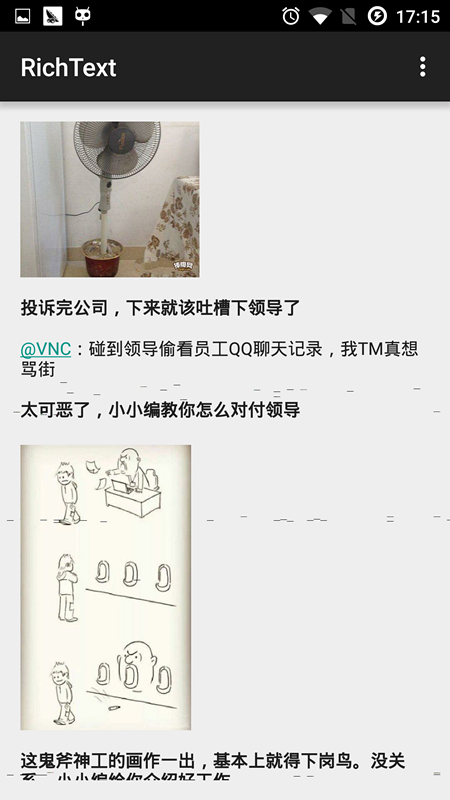 17:15
RichText
投诉完公司，下来就该吐槽下领导了
@VNC：碰到领导偷看员工QQ聊天记录，我TM真想
骂街
太可恶了，小小编教你怎么对付领导
这鬼斧神工的画作一出，基本上就得下岗鸟。没关
系，小小编给你介绍好工作